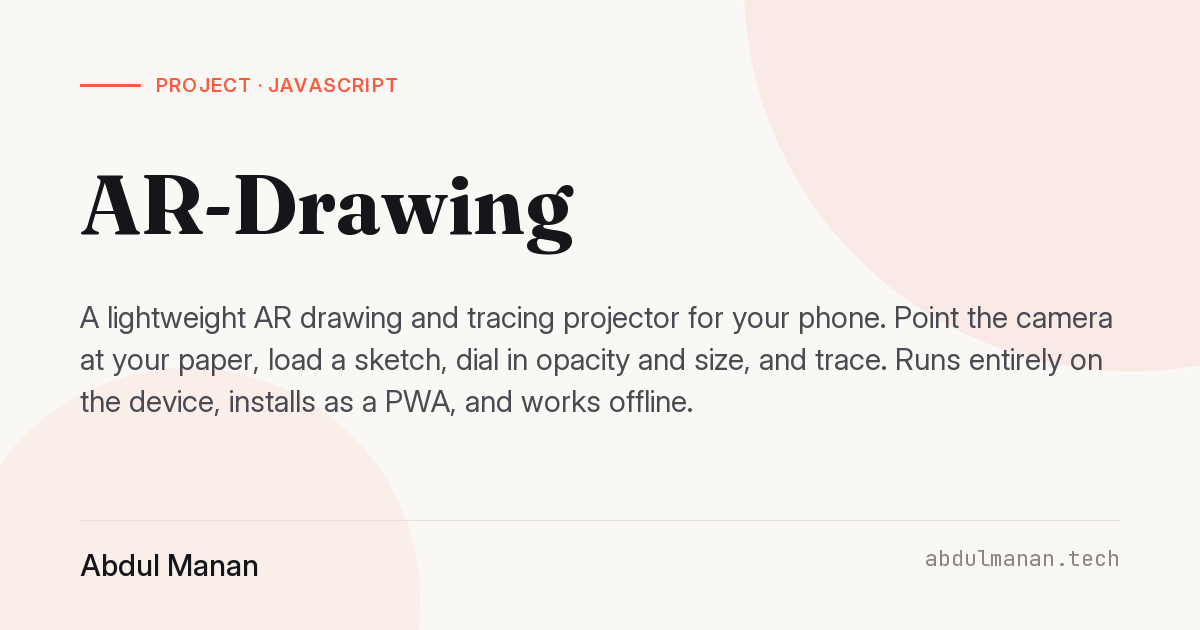 PROJECT · JAVASCRIPT
AR-Drawing
A lightweight AR drawing and tracing projector for your phone. Point the camera
at your paper, load a sketch, dial in opacity and size, and trace. Runs entirely on
the device, installs as a PWA, and works offline.
Abdul Manan
abdulmanan.tech